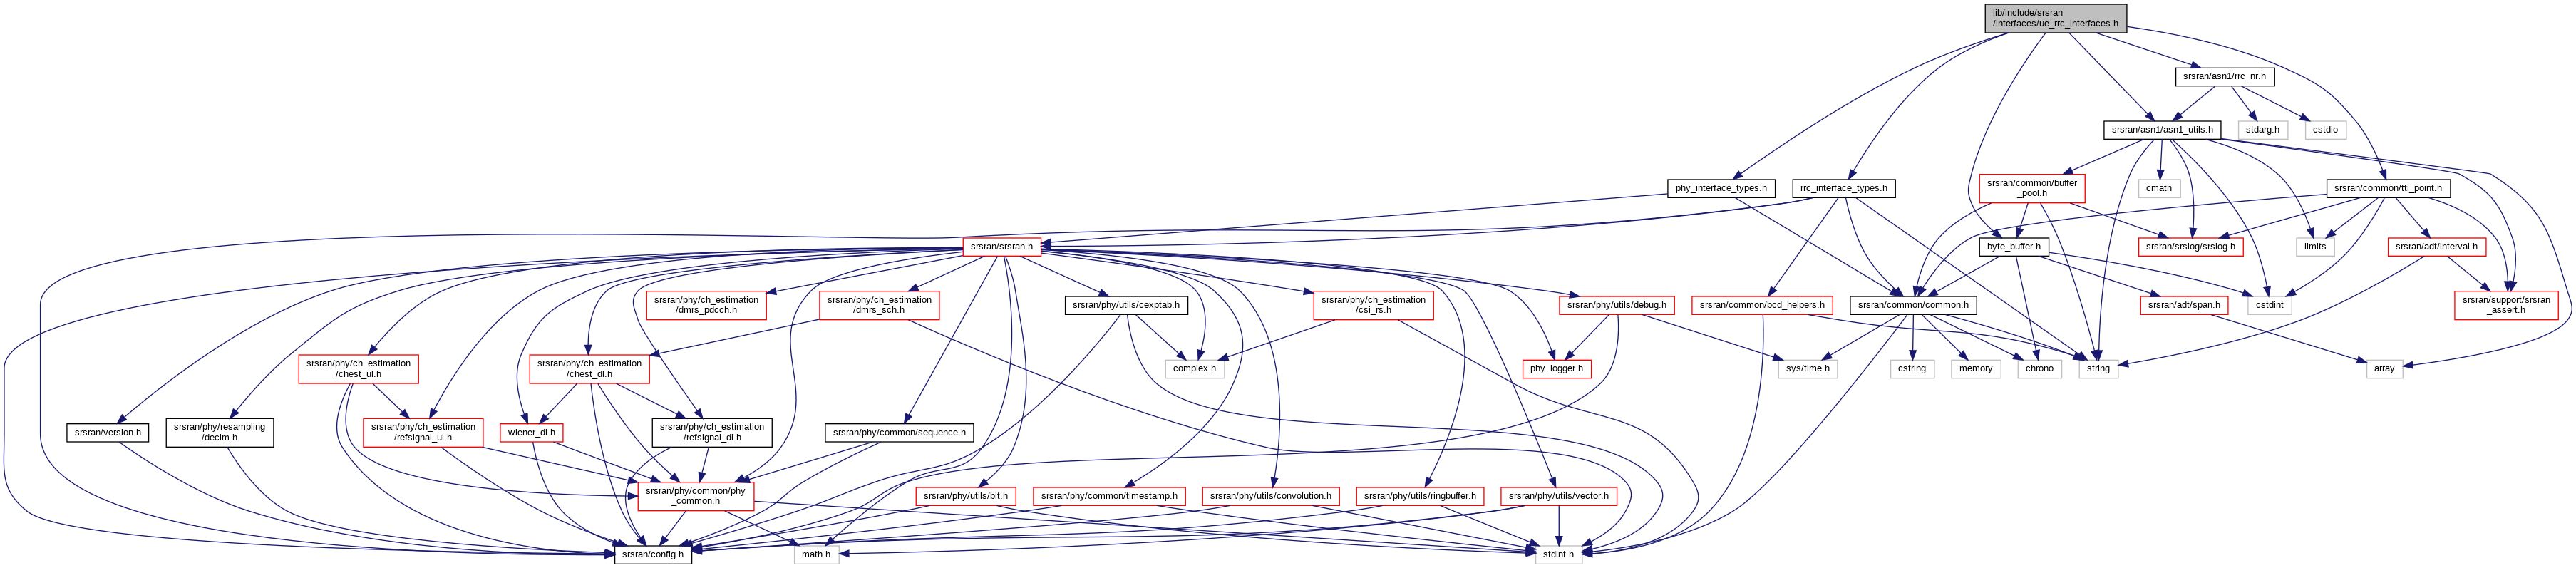 lib/include/srsran
/interfaces/ue_rrc_interfaces.h
srsran/asn1/rrc_nr.h
srsran/asn1/asn1_utils.h
stdarg.h
cstdio
phy_interface_types.h
rrc_interface_types.h
srsran/common/buffer
_pool.h
cmath
srsran/common/tti_point.h
srsran/srsran.h
byte_buffer.h
srsran/srslog/srslog.h
limits
srsran/adt/interval.h
srsran/phy/ch_estimation
/dmrs_pdcch.h
srsran/phy/ch_estimation
/dmrs_sch.h
srsran/phy/utils/cexptab.h
srsran/phy/ch_estimation
/csi_rs.h
srsran/phy/utils/debug.h
srsran/common/bcd_helpers.h
srsran/common/common.h
srsran/adt/span.h
cstdint
srsran/support/srsran
_assert.h
srsran/phy/ch_estimation
/chest_ul.h
srsran/phy/ch_estimation
/chest_dl.h
complex.h
phy_logger.h
sys/time.h
cstring
memory
chrono
string
array
srsran/version.h
srsran/phy/resampling
/decim.h
srsran/phy/ch_estimation
/refsignal_ul.h
wiener_dl.h
srsran/phy/ch_estimation
/refsignal_dl.h
srsran/phy/common/sequence.h
srsran/phy/common/phy
_common.h
srsran/phy/utils/bit.h
srsran/phy/common/timestamp.h
srsran/phy/utils/convolution.h
srsran/phy/utils/ringbuffer.h
srsran/phy/utils/vector.h
srsran/config.h
math.h
stdint.h